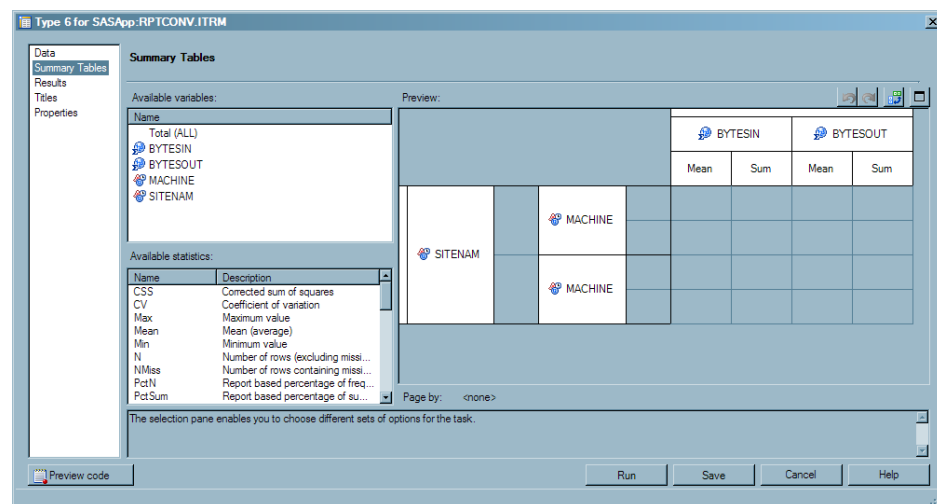 Type 6 for SASApp:RPTCONV.ITRM
Data
Summary Tables
Results
Titles
Properties
Summary Tables
Available variables:
Name
Total (ALL)
BYTESIN
BYTESOUT
MACHINE
SITENAM
Available statistics:
Name Description
CSS Corrected sum of squares
CV Coefficient of variation
Max Maximum value
Mean Mean (average)
Min Minimum value
N Number of rows (excluding missi...
NMiss Number of rows containing missi...
PctN Report based percentage of freq...
PctSum Report based percentage of su...
Preview:
BYTESIN BYTESOUT
Mean Sum Mean Sum
MACHINE
SITENAM
MACHINE
Page by: <none>
The selection pane enables you to choose different sets of options for the task.
Preview code Run Save Cancel Help